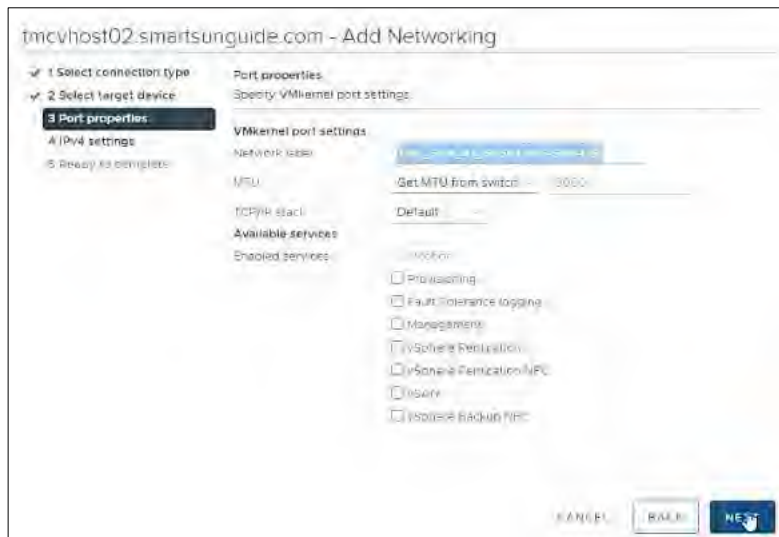 tmcvhost02.smartsunguide.com - Add Networking
1 Select connection type
2 Select target device
3 Port properties
4 IPv4 settings
5 Ready to complete
Port properties
Specify VMkernel port settings.
VMkernel port settings
Network label
MTU
Get MTU from switch
9000
TCP/IP stack
Default
Available services
Enabled services
vMotion
Provisioning
Fault Tolerance logging
Management
vSphere Replication
vSphere Replication NFC
vSAN
vSphere Backup NFC
CANCEL
BACK
NEXT